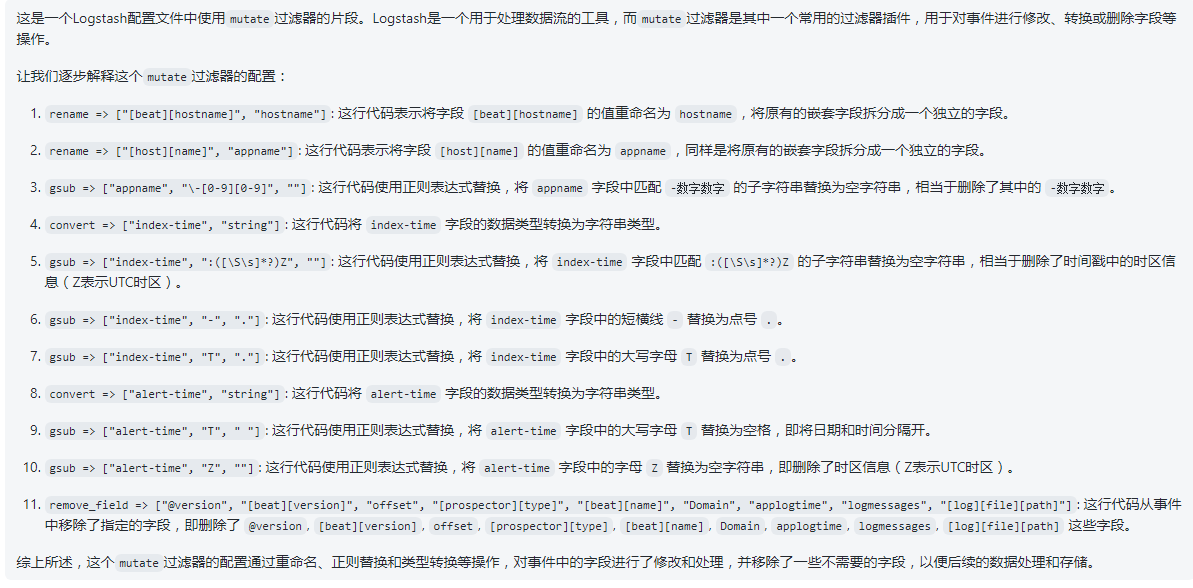 这是一个Logstash配置文件中使用 mutate 过滤器的片段。Logstash是一个用于处理数据流的工具，而 mutate 过滤器是其中一个常用的过滤器插件，用于对事件进行修改、转换或删除字段等
操作。
让我们逐步解释这个 mutate 过滤器的配置：
1. rename => ["[beat][hostname]", "hostname"]：这行代码表示将字段 [beat][hostname] 的值重命名为 hostname ，将原有的嵌套字段拆分成一个独立的字段。
2. rename => ["[host][name]", "appname"]：这行代码表示将字段 [host][name] 的值重命名为 appname ，同样是将原有的嵌套字段拆分成一个独立的字段。
3. gsub => ["appname", "\-[0-9][0-9]", ""]：这行代码使用正则表达式替换，将 appname 字段中匹配 -数字数字 的子字符串替换为空字符串，相当于删除了其中的 -数字数字 。
4. convert => ["index-time", "string"]：这行代码将 index-time 字段的数据类型转换为字符串类型。
5. gsub => ["index-time", ":([\S\s]*?)Z", ""]：这行代码使用正则表达式替换，将 index-time 字段中匹配 :([\S\s]*?)Z 的子字符串替换为空字符串，相当于删除了时间戳中的时区信
息（Z表示UTC时区）。
6. gsub => ["index-time", "-", "."]：这行代码使用正则表达式替换，将 index-time 字段中的短横线 - 替换为点号 . 。
7. gsub => ["index-time", "T", "."]：这行代码使用正则表达式替换，将 index-time 字段中的大写字母 T 替换为点号 . 。
8. convert => ["alert-time", "string"]：这行代码将 alert-time 字段的数据类型转换为字符串类型。
9. gsub => ["alert-time", "T", " "]：这行代码使用正则表达式替换，将 alert-time 字段中的大写字母 T 替换为空格，即将日期和时间分隔开。
10. gsub => ["alert-time", "Z", ""]：这行代码使用正则表达式替换，将 alert-time 字段中的字母 Z 替换为空字符串，即删除了时区信息（Z表示UTC时区）。
11. remove_field => ["@version", "[beat][version]", "offset", "[prospector][type]", "[beat][name]", "Domain", "applogtime", "logmessages", "[log][file][path]"]：这行代码从事件
中移除了指定的字段，即删除了 @version , [beat][version] , offset , [prospector][type] , [beat][name] , Domain , applogtime , logmessages , [log][file][path] 这些字段。
综上所述，这个 mutate 过滤器的配置通过重命名、正则替换和类型转换等操作，对事件中的字段进行了修改和处理，并移除了一些不需要的字段，以便后续的数据处理和存储。